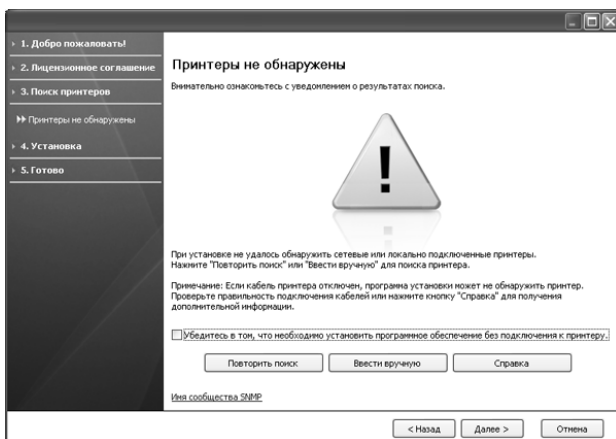 1. Добро пожаловать!
2. Лицензионное соглашение
3. Поиск принтеров
Принтеры не обнаружены
4. Установка
5. Готово
Принтеры не обнаружены
Внимательно ознакомьтесь с уведомлением о результатах поиска.
При установке не удалось обнаружить сетевые или локально подключенные принтеры.
Нажмите "Повторить поиск" или "Ввести вручную" для поиска принтера.
Примечание: Если кабель принтера отключен, программа установки может не обнаружить принтер.
Проверьте правильность подключения кабелей или нажмите кнопку "Справка" для получения
дополнительной информации.
Убедитесь в том, что необходимо установить программное обеспечение без подключения к принтеру.
Повторить поиск
Ввести вручную
Справка
Имя сообщества SNMP
< Назад
Далее >
Отмена